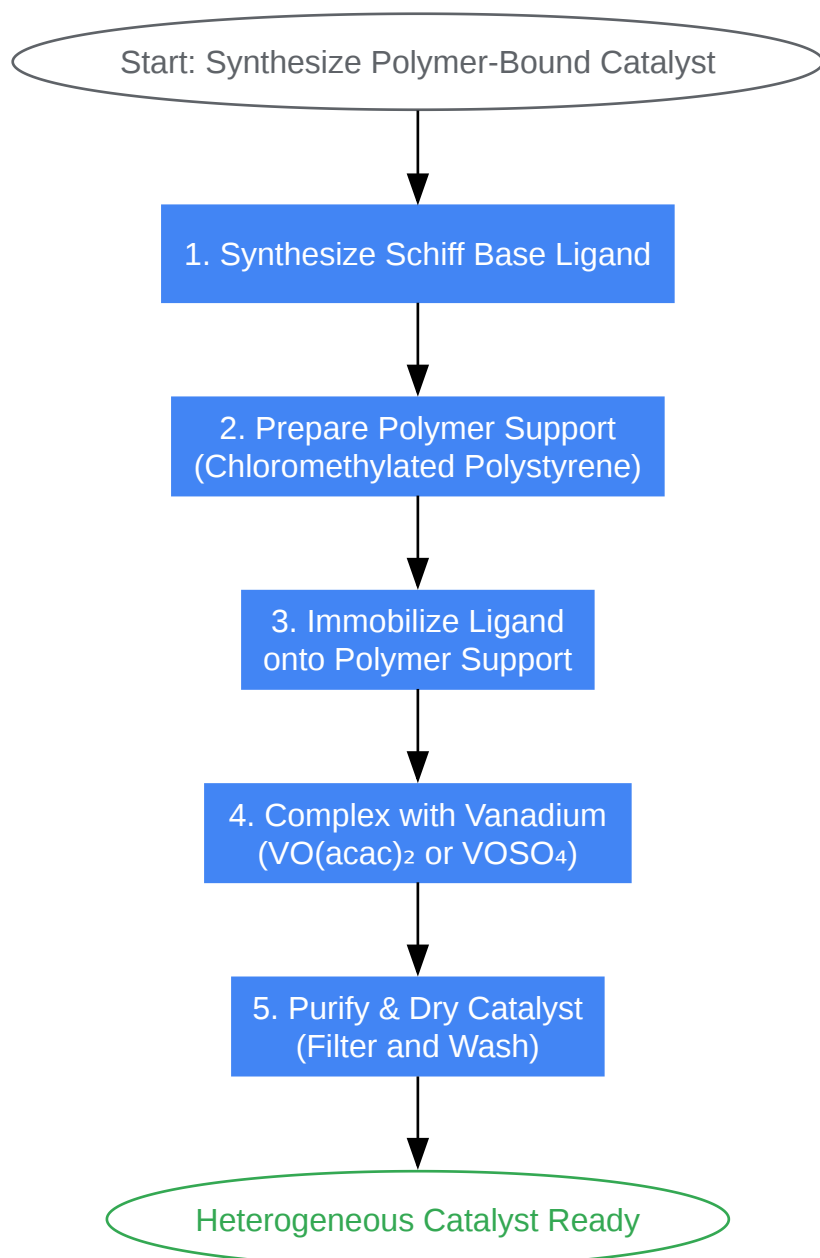 Start: Synthesize Polymer-Bound Catalyst
1. Synthesize Schiff Base Ligand
2. Prepare Polymer Support
(Chloromethylated Polystyrene)
3. Immobilize Ligand
onto Polymer Support
4. Complex with Vanadium
(VO(acac)₂ or VOSO₄)
5. Purify & Dry Catalyst
(Filter and Wash)
Heterogeneous Catalyst Ready